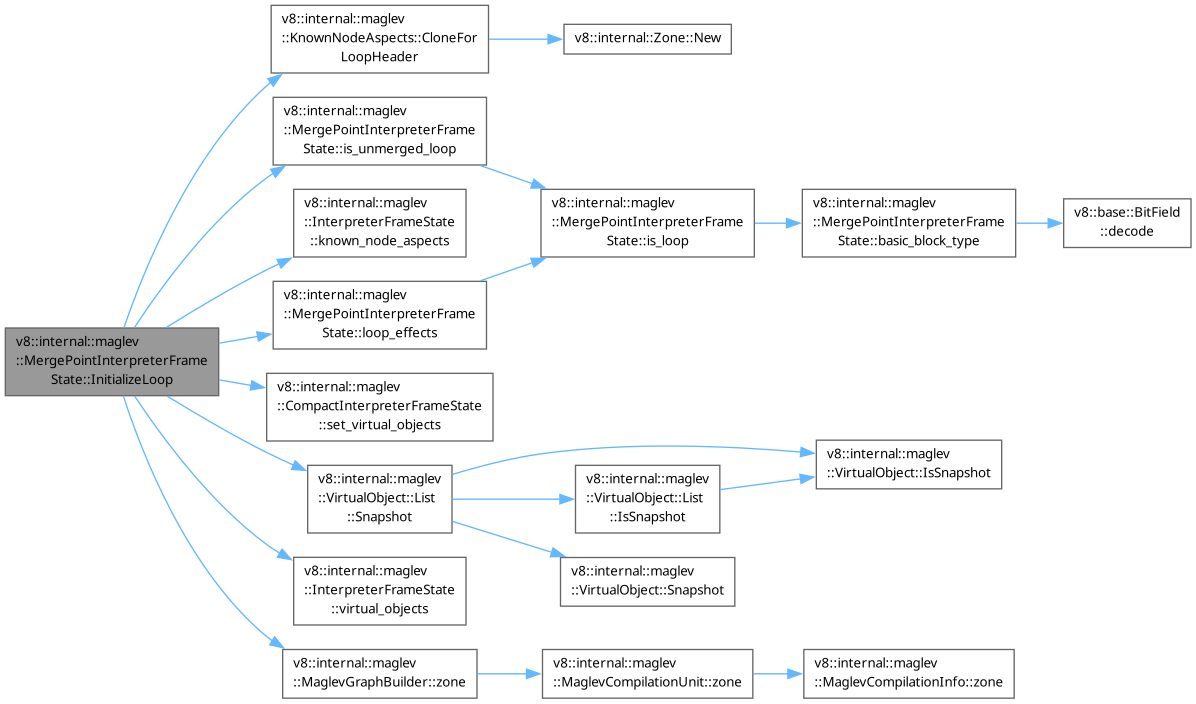 v8::internal::maglev
::KnownNodeAspects::CloneFor
LoopHeader
v8::internal::Zone::New
v8::internal::maglev
::MergePointInterpreterFrame
State::is_unmerged_loop
v8::internal::maglev
::InterpreterFrameState
::known_node_aspects
v8::internal::maglev
::MergePointInterpreterFrame
State::is_loop
v8::internal::maglev
::MergePointInterpreterFrame
State::basic_block_type
v8::base::BitField
::decode
v8::internal::maglev
::MergePointInterpreterFrame
State::loop_effects
v8::internal::maglev
::MergePointInterpreterFrame
State::InitializeLoop
v8::internal::maglev
::CompactInterpreterFrameState
::set_virtual_objects
v8::internal::maglev
::VirtualObject::List
::Snapshot
v8::internal::maglev
::VirtualObject::List
::IsSnapshot
v8::internal::maglev
::VirtualObject::IsSnapshot
v8::internal::maglev
::VirtualObject::Snapshot
v8::internal::maglev
::InterpreterFrameState
::virtual_objects
v8::internal::maglev
::MaglevGraphBuilder::zone
v8::internal::maglev
::MaglevCompilationUnit::zone
v8::internal::maglev
::MaglevCompilationInfo::zone